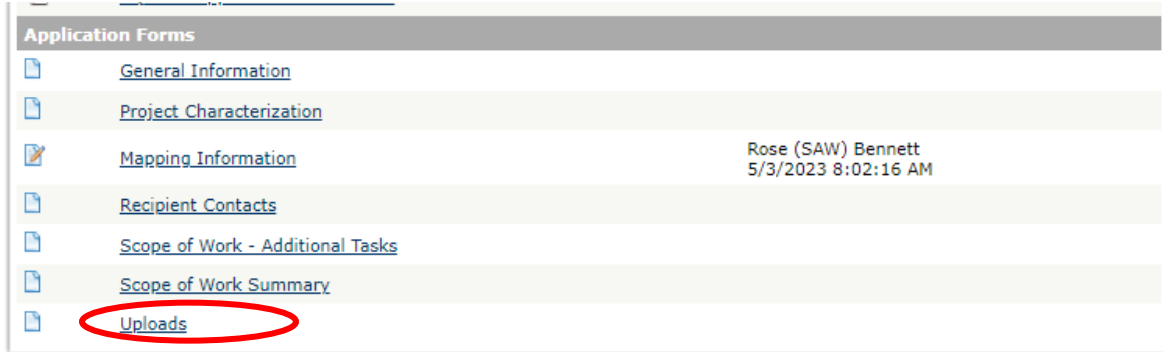 Application Forms
General Information
Project Characterization
Mapping Information
Rose (SAW) Bennett
5/3/2023 8:02:16 AM
Recipient Contacts
Scope of Work - Additional Tasks
Scope of Work Summary
Uploads